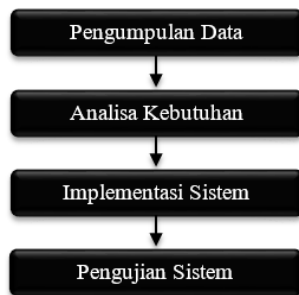 Pengumpulan Data
Analisa Kebutuhan
Implementasi Sistem
Pengujian Sistem